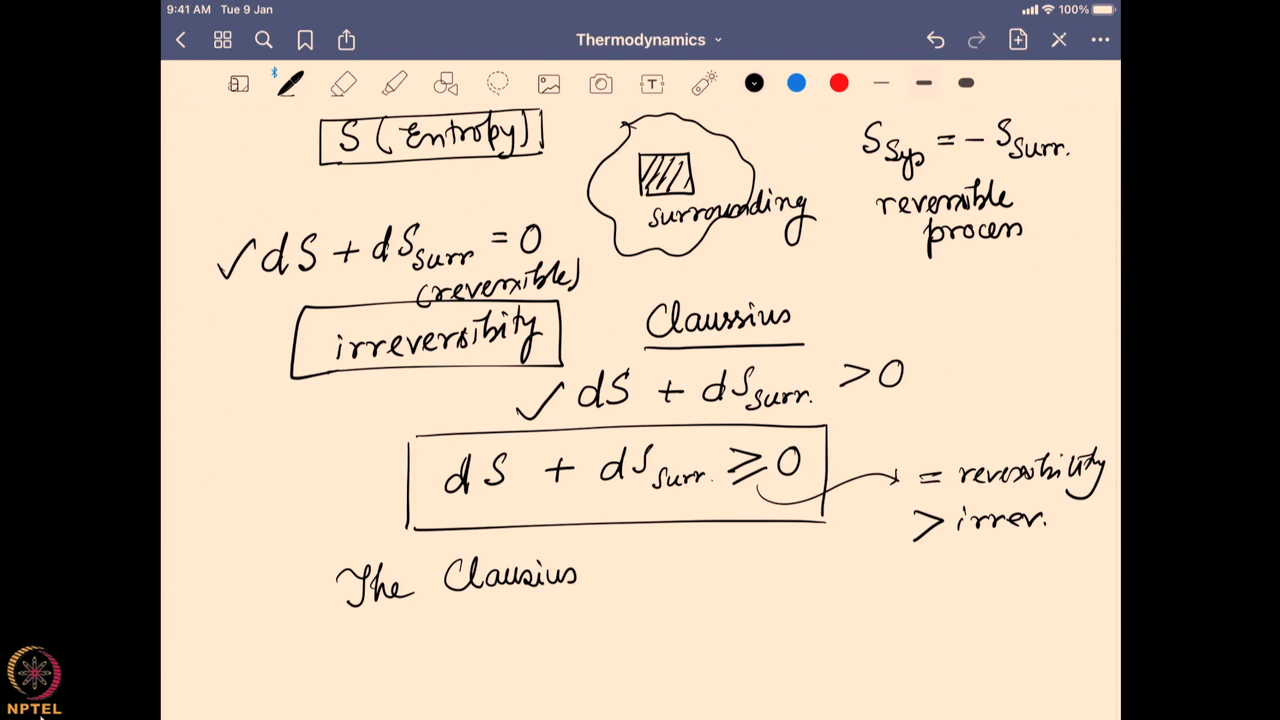 9:41 AM Tue 9 Jan
100%
Thermodynamics
S (Entropy)
surrounding
S_Sys = - S_Surr.
reversible
process
✓ dS + dS_Surr = 0
(reversible)
irreversibity
Claussius
✓ dS + dS_Surr. > 0
dS + dS_Surr. ≥ 0
= reversibility
> irrev.
The Clausius
NPTEL